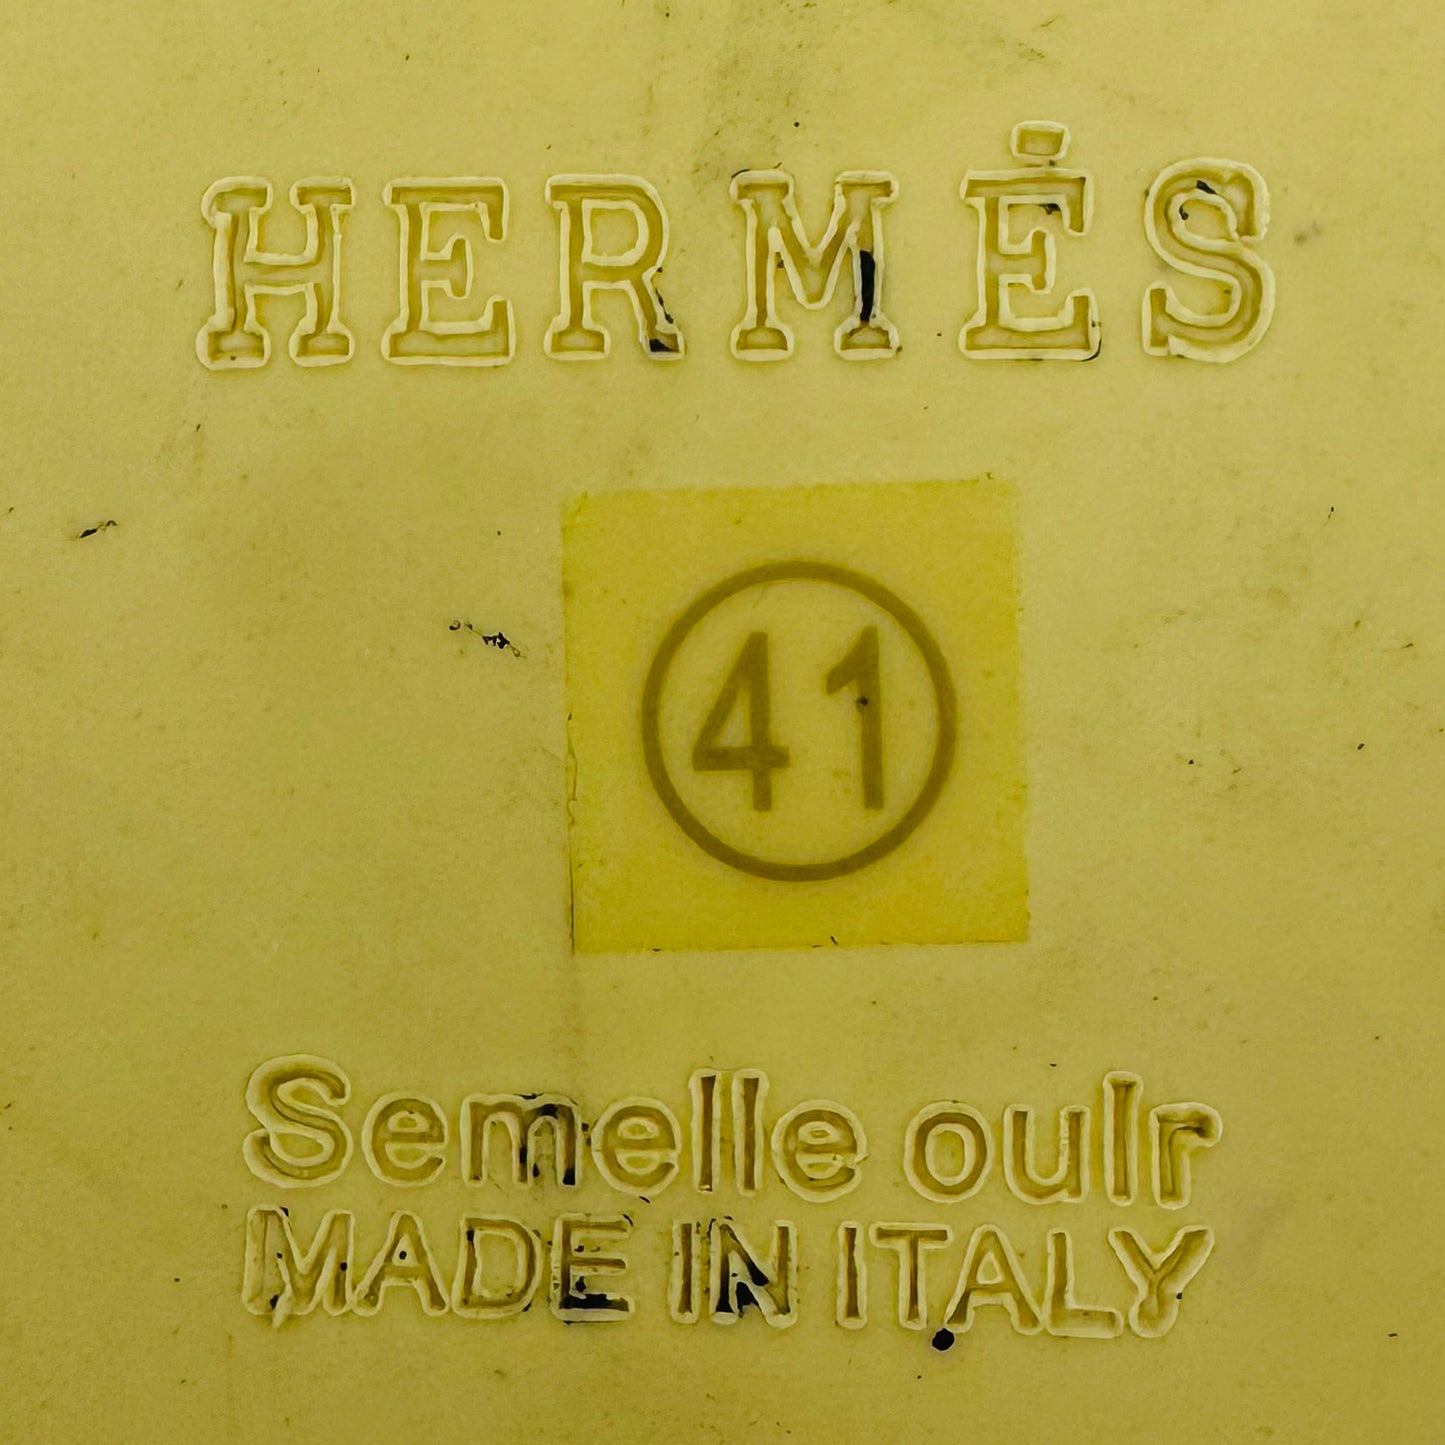 HERMĖS
41
Semelle oulr
MADE IN ITALY